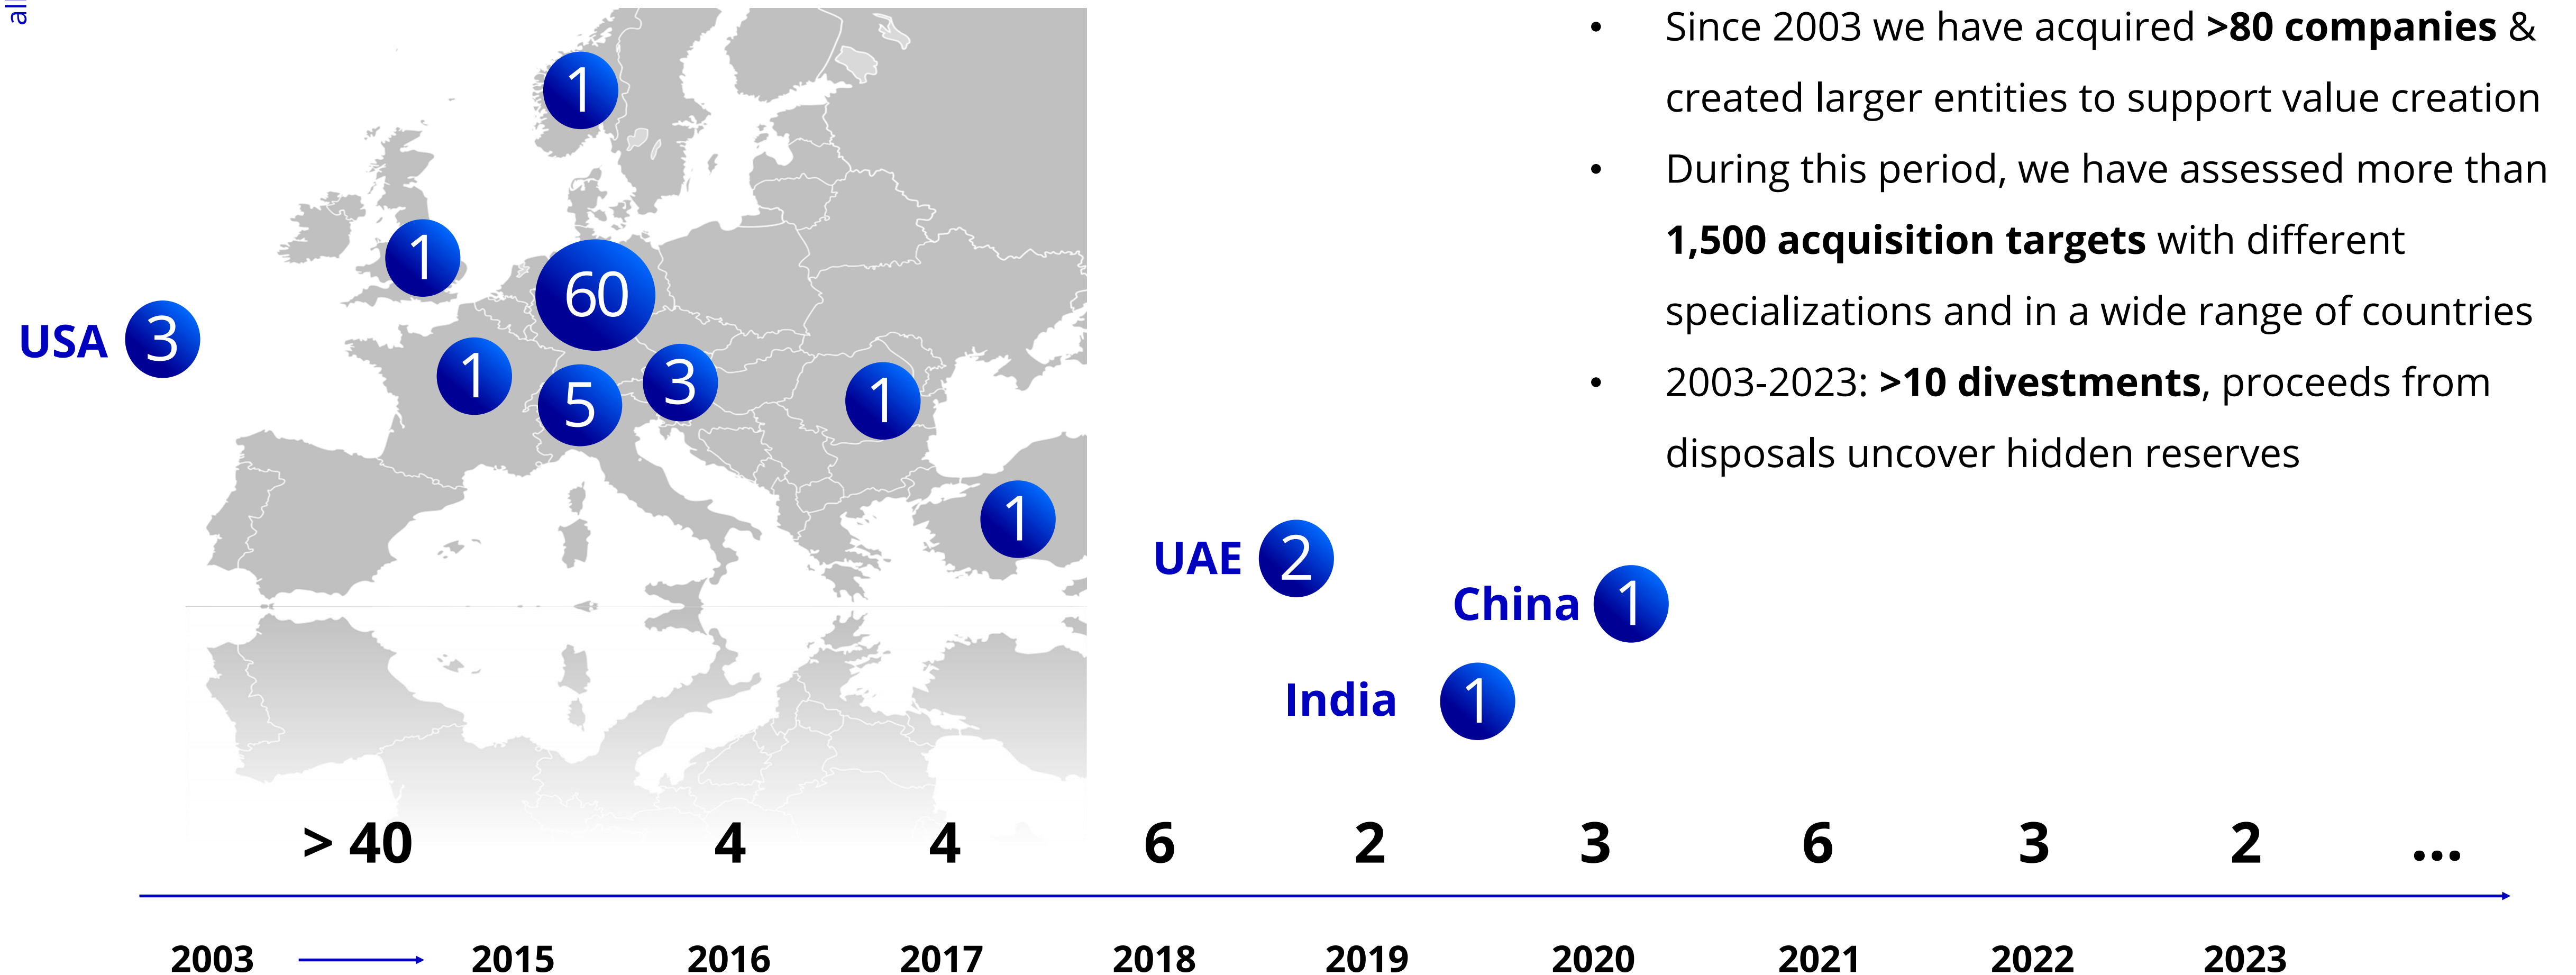 • Since 2003 we have acquired >80 companies &
created larger entities to support value creation
• During this period, we have assessed more than
1,500 acquisition targets with different
specializations and in a wide range of countries
• 2003-2023: >10 divestments, proceeds from
disposals uncover hidden reserves
1
1
60
USA 3
1
5
3
1
1
UAE 2
China 1
India 1
> 40 4 4 6 2 3 6 3 2 ...
2003 2015 2016 2017 2018 2019 2020 2021 2022 2023